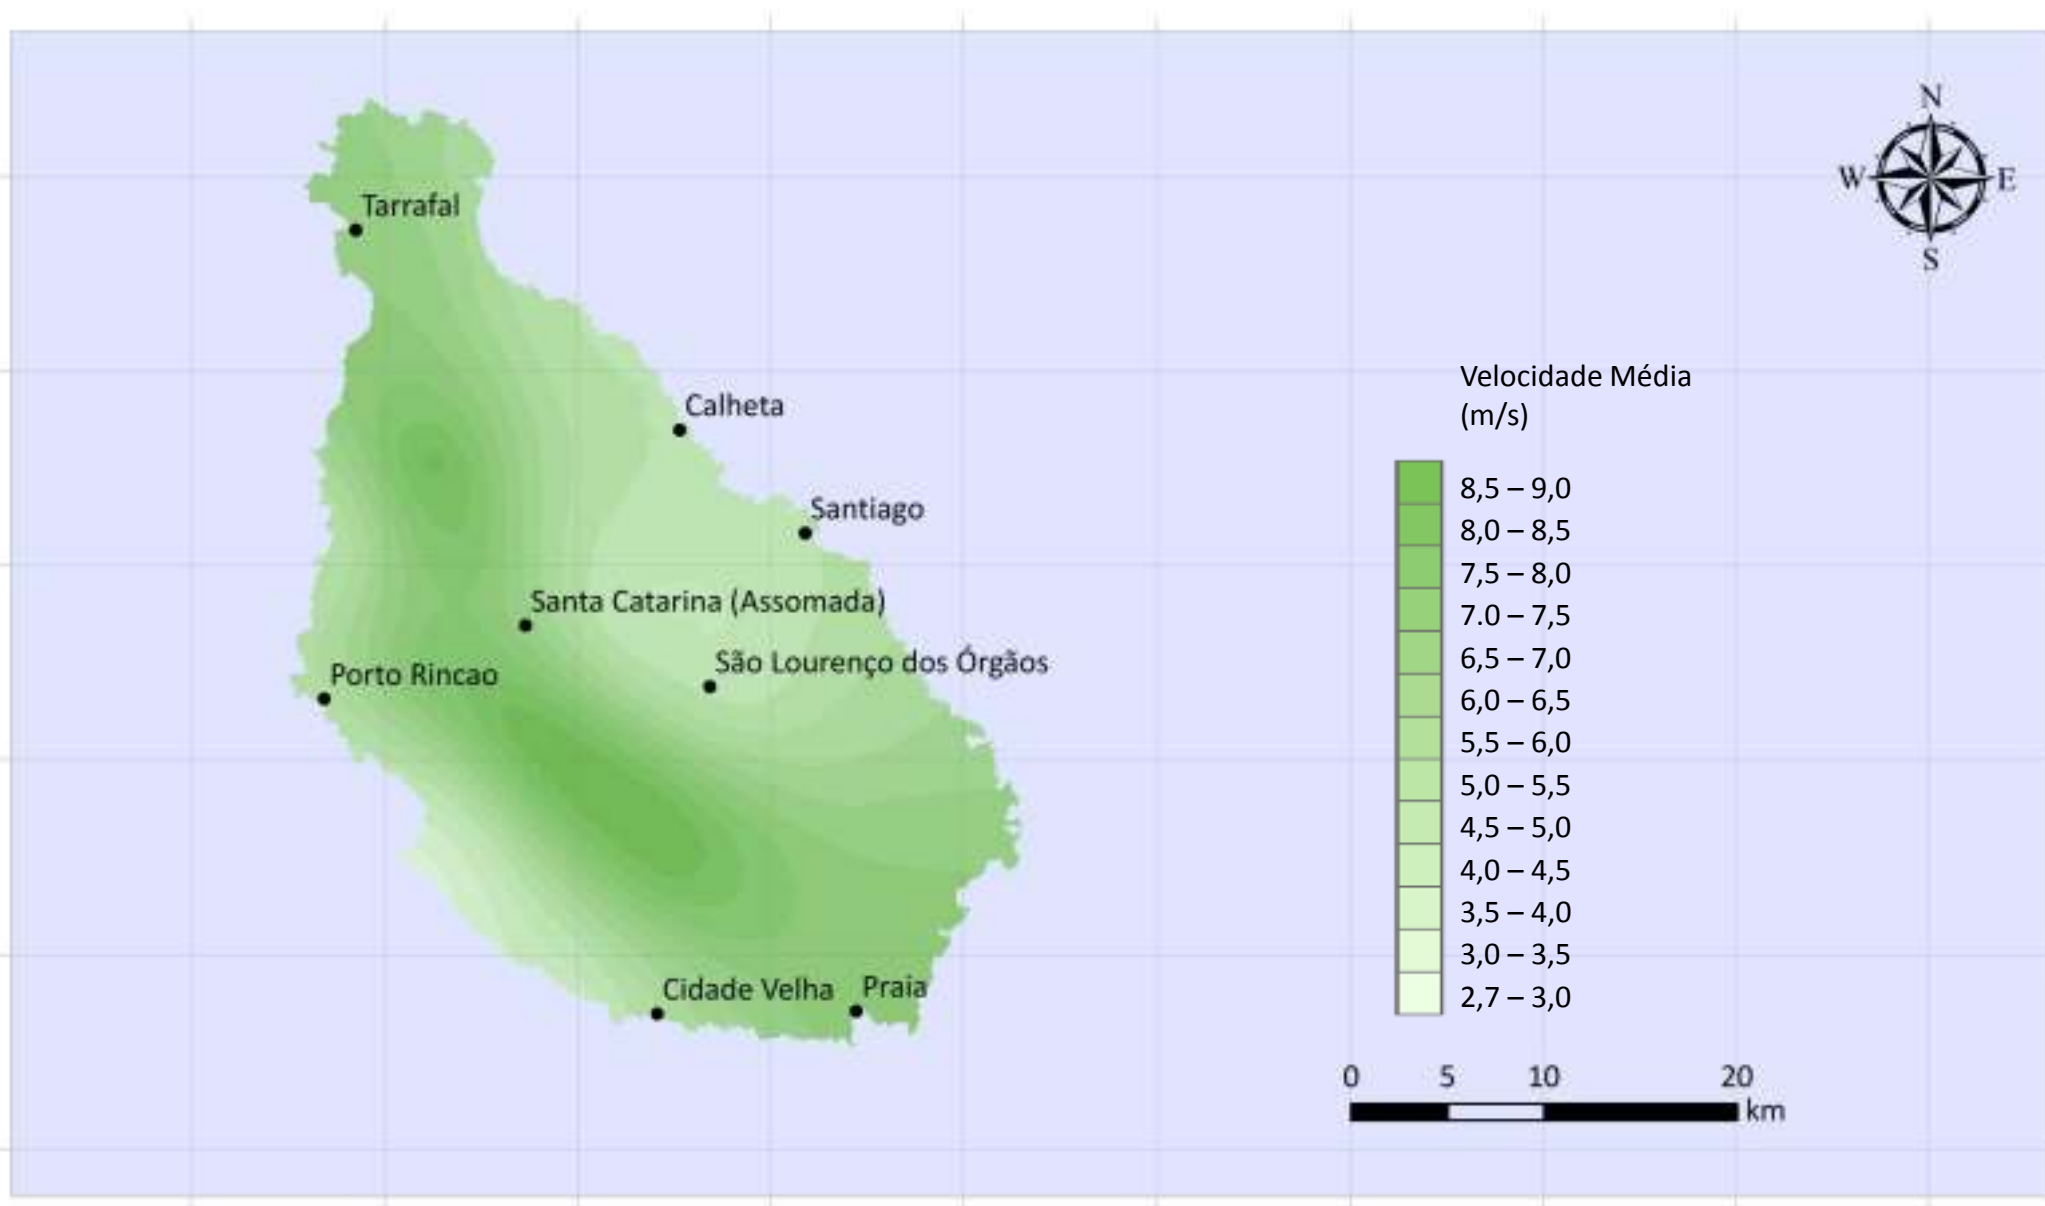 N
W
E
S
Tarrafal
Calheta
Santiago
Santa Catarina (Assomada)
São Lourenço dos Órgãos
Porto Rincao
Cidade Velha
Praia
Velocidade Média
(m/s)
8,5 – 9,0
8,0 – 8,5
7,5 – 8,0
7.0 – 7,5
6,5 – 7,0
6,0 – 6,5
5,5 – 6,0
5,0 – 5,5
4,5 – 5,0
4,0 – 4,5
3,5 – 4,0
3,0 – 3,5
2,7 – 3,0
0 5 10 20
km